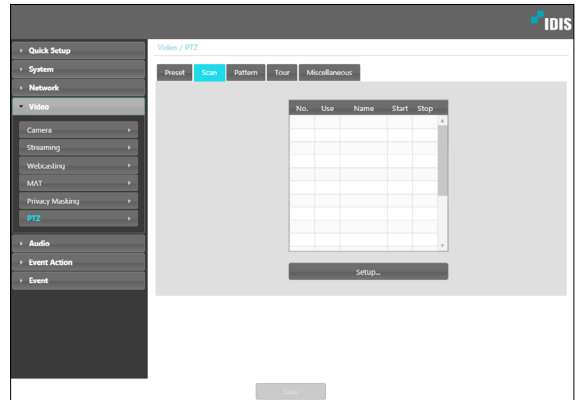 IDIS
Quick Setup
System
Network
Video
Camera
Streaming
Webcasting
MAT
Privacy Masking
PTZ
Audio
Event Action
Event
Video / PTZ
Preset Scan Pattern Tour Miscellaneous
No. Use Name Start Stop
Setup...
Save